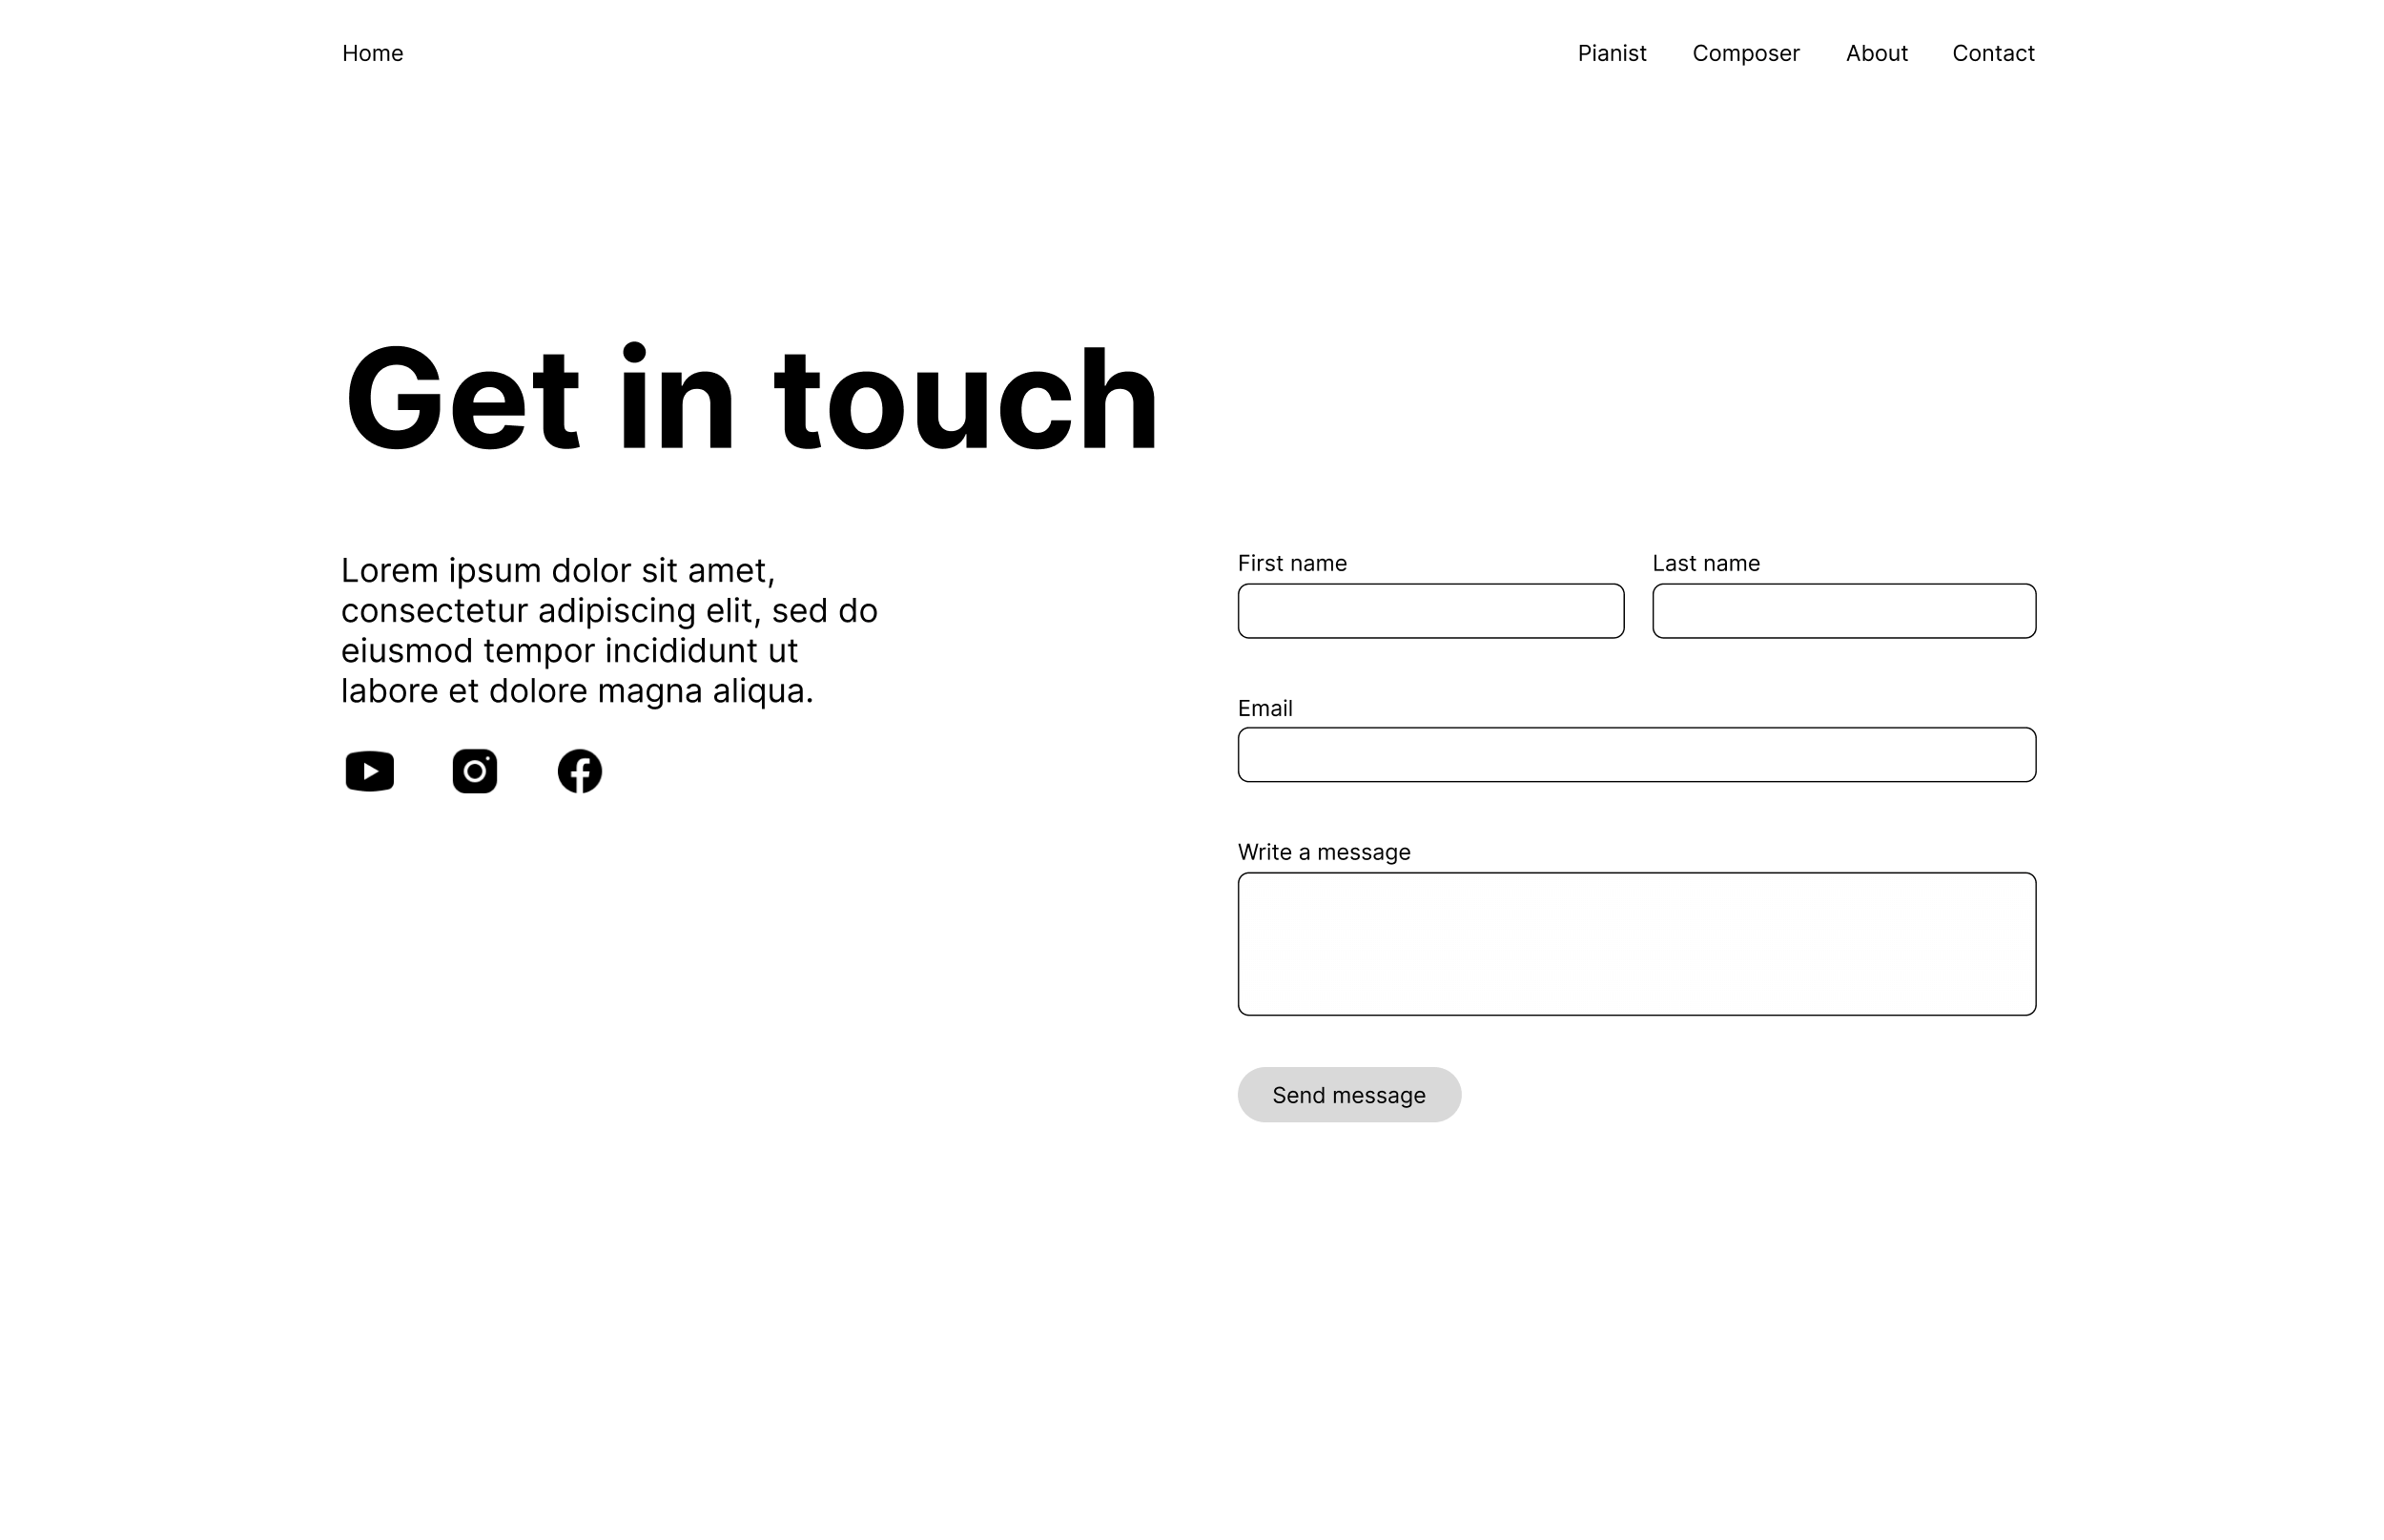 Home
Pianist
Composer
About
Contact
Get in touch
Lorem ipsum dolor sit amet,
consectetur adipiscing elit, sed do
eiusmod tempor incididunt ut
labore et dolore magna aliqua.
First name
Last name
Email
Write a message
Send message